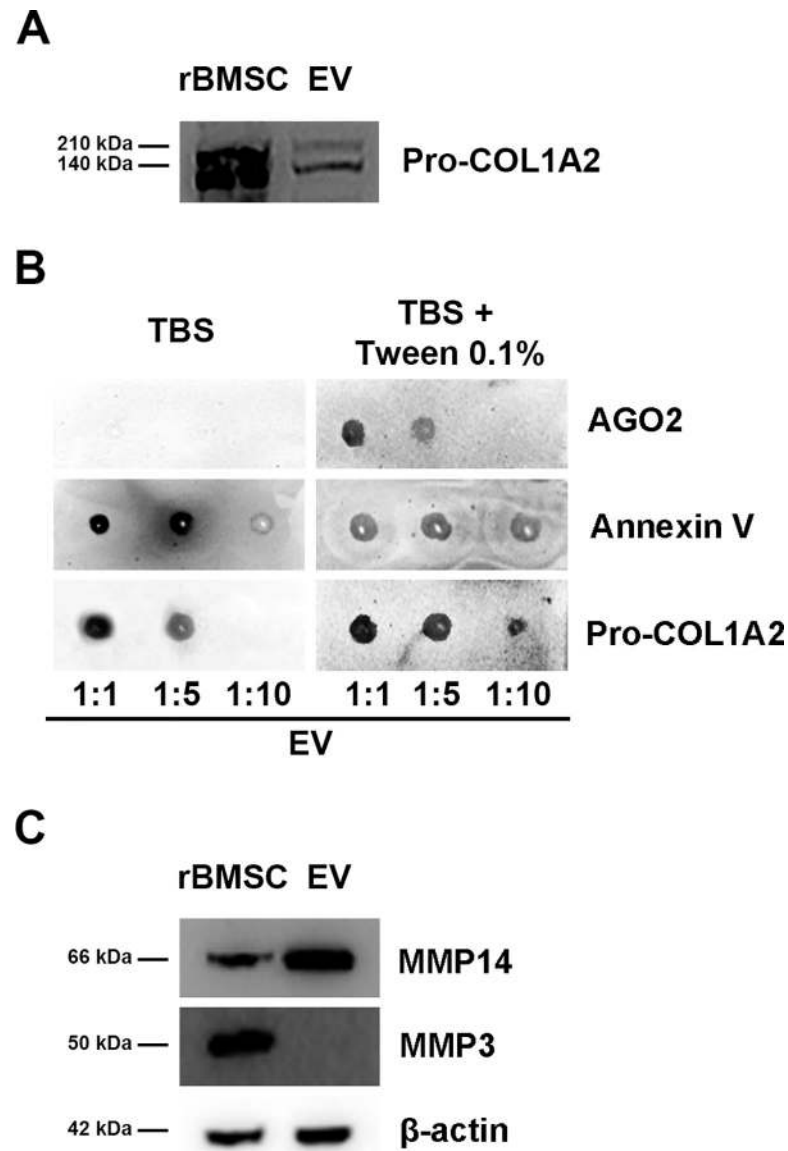 A
rBMSC EV
210 kDa
140 kDa
Pro-COL1A2
B
TBS
TBS +
Tween 0.1%
AGO2
Annexin V
Pro-COL1A2
1:1 1:5 1:10 1:1 1:5 1:10
EV
C
rBMSC EV
66 kDa
MMP14
50 kDa
MMP3
42 kDa
β-actin